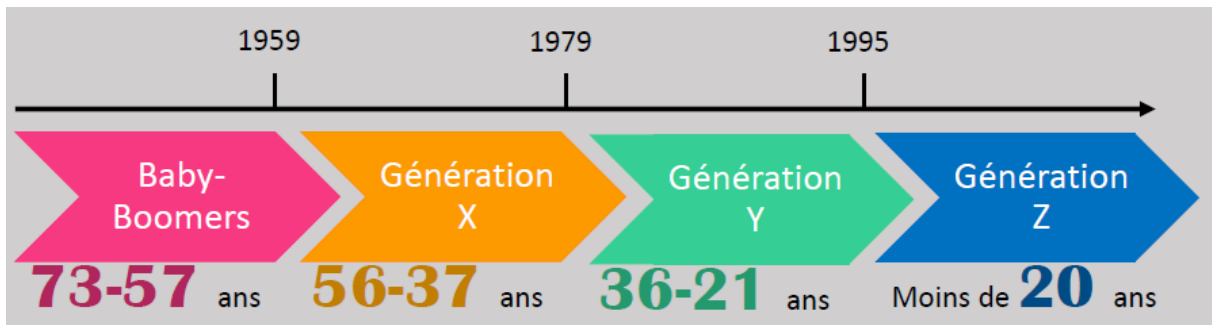 1959 1979 1995
Baby-
Boomers
Génération
X
Génération
Y
Génération
Z
73-57 ans
56-37 ans
36-21 ans
Moins de 20 ans